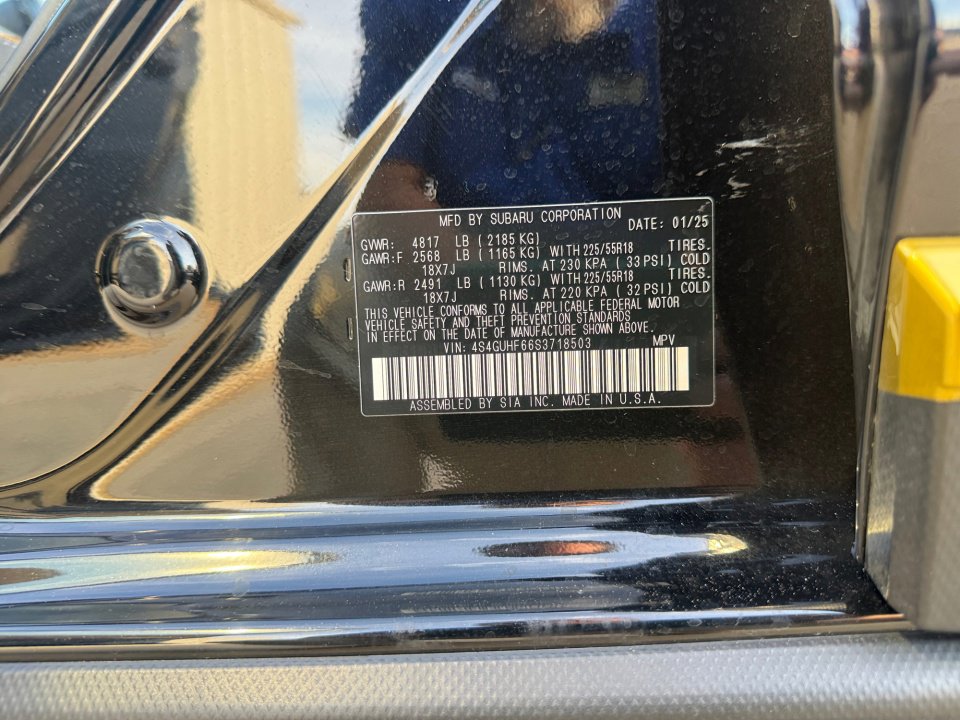 MFD BY SUBARU CORPORATION DATE: 01/25
GVWR: 4817 LB ( 2185 KG)
GAWR: F 2568 LB ( 1165 KG) WITH 225/55R18 TIRES.
18X7J RIMS. AT 230 KPA ( 33 PSI) COLD
GAWR: R 2491 LB ( 1130 KG) WITH 225/55R18 TIRES.
18X7J RIMS. AT 220 KPA ( 32 PSI) COLD
THIS VEHICLE CONFORMS TO ALL APPLICABLE FEDERAL MOTOR
VEHICLE SAFETY AND THEFT PREVENTION STANDARDS
IN EFFECT ON THE DATE OF MANUFACTURE SHOWN ABOVE.
VIN: 4S4GUHF66S3718503 MPV
ASSEMBLED BY SIA INC. MADE IN U.S.A.